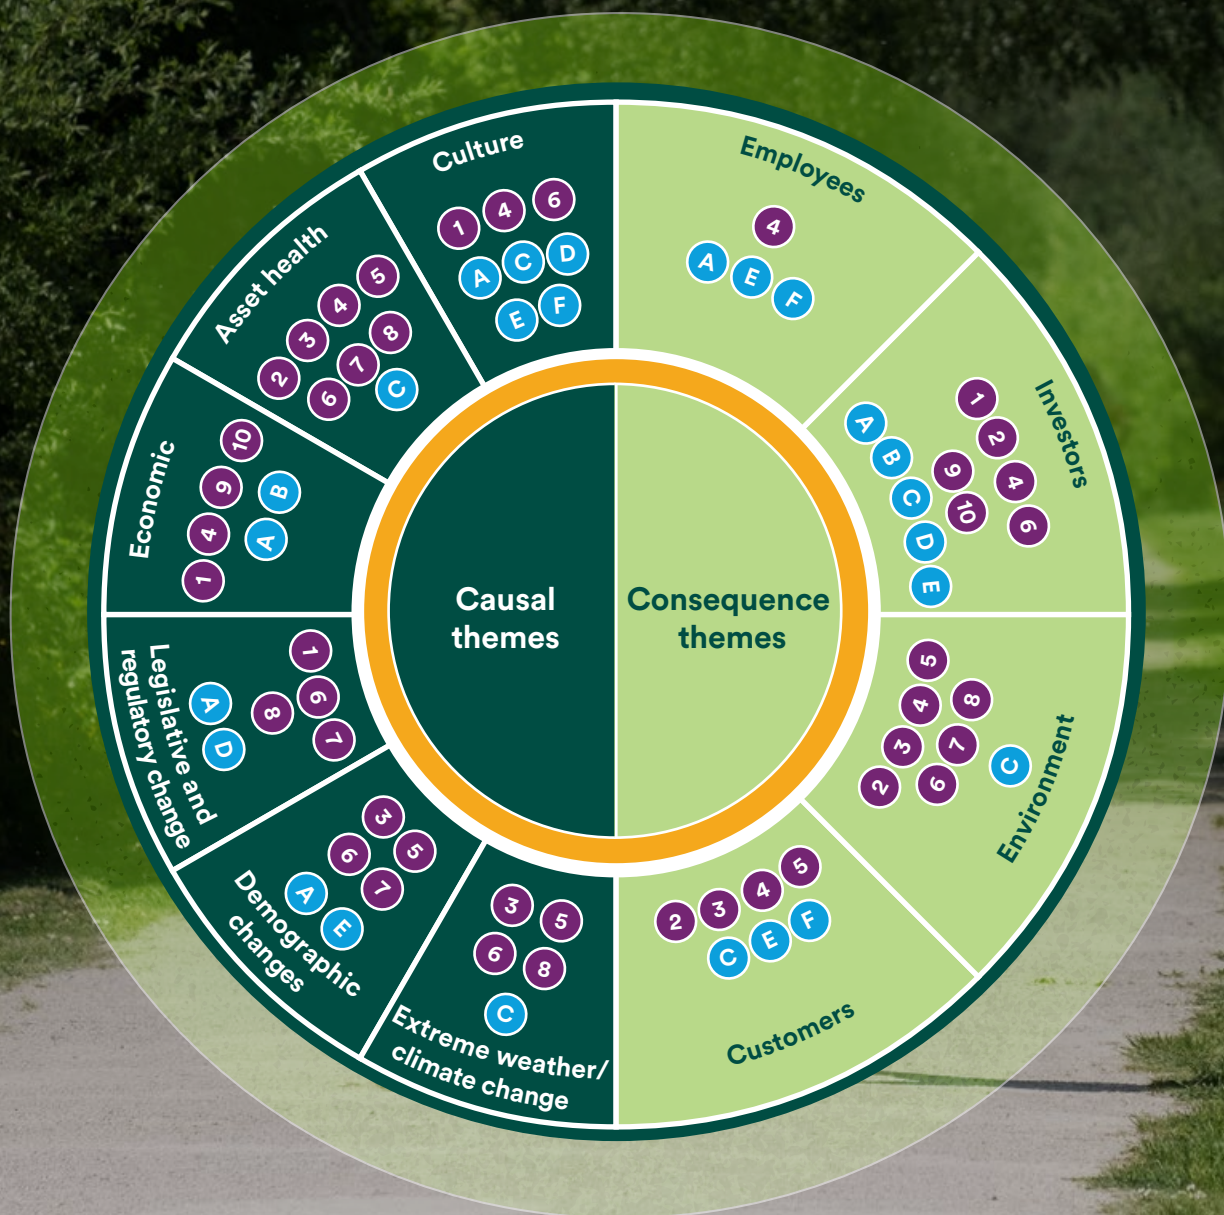 Culture
1 4 6
A C D
E F
Employees
4
A E F
Investors
1
2
4
6
9
10
A
B
C
D
E
Environment
5
4
3
2
8
7
6
C
Customers
2 3 4 5
C E F
Extreme weather/
climate change
3 5
6 8
C
Demographic
changes
3
6 5
7
A
E
Legislative and
regulatory change
1
6
8
7
A
D
Economic
10
9
4
1
B
A
Asset health
2 3 4 5
6 7 8
C
Causal
themes
Consequence
themes